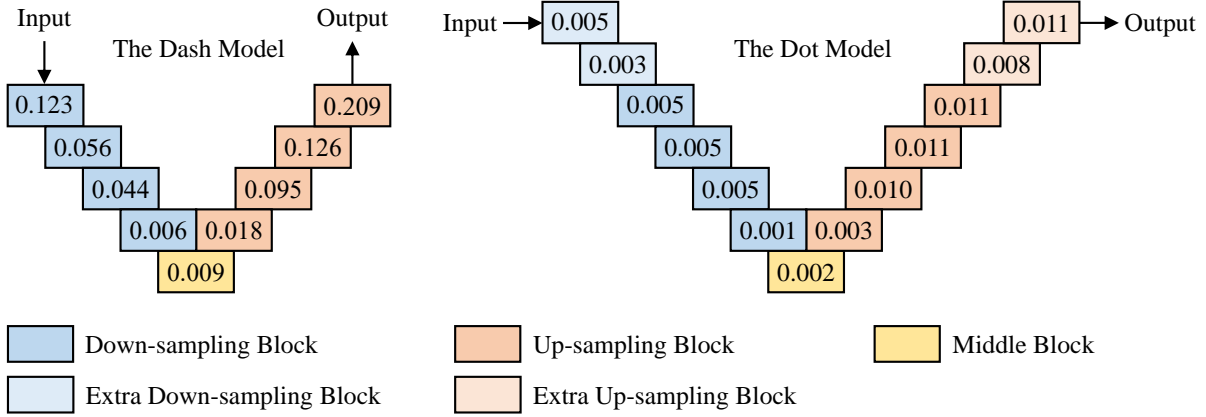 Input
Output
The Dash Model
0.123
0.209
0.056
0.126
0.044
0.095
0.006
0.018
0.009
Input
0.005
0.011
Output
The Dot Model
0.003
0.008
0.005
0.011
0.005
0.011
0.005
0.010
0.001
0.003
0.002
Down-sampling Block
Up-sampling Block
Middle Block
Extra Down-sampling Block
Extra Up-sampling Block